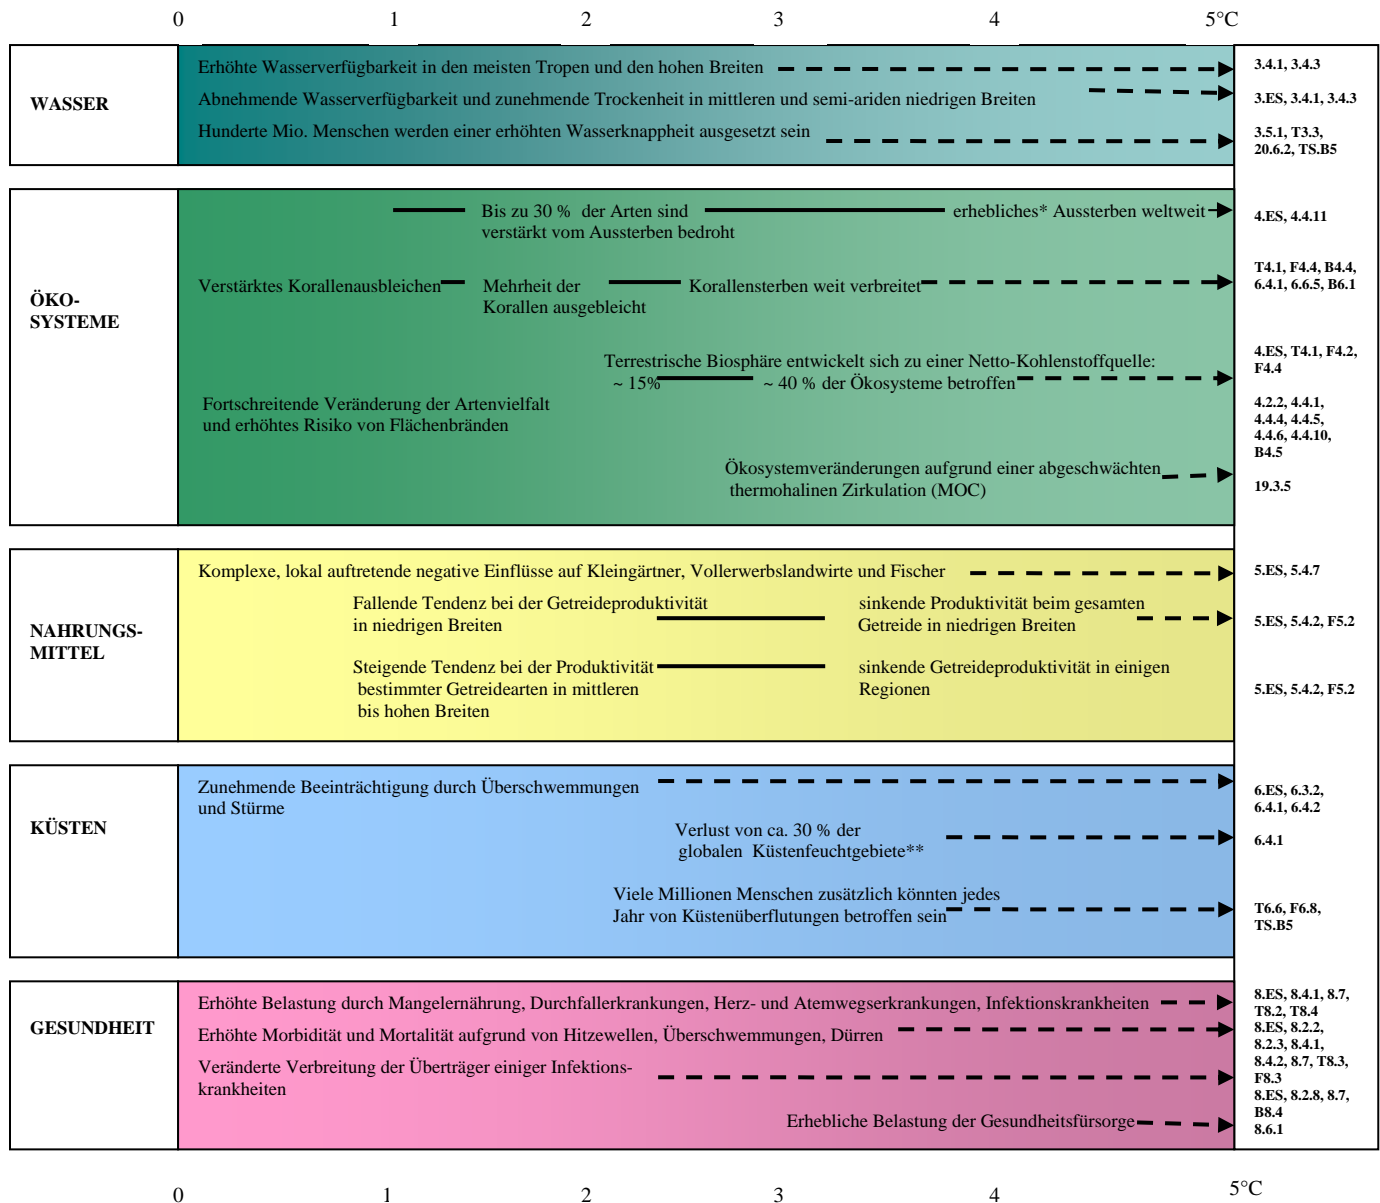 0 1 2 3 4 5°C
WASSER
Erhöhte Wasserverfügbarkeit in den meisten Tropen und den hohen Breiten
3.4.1, 3.4.3
Abnehmende Wasserverfügbarkeit und zunehmende Trockenheit in mittleren und semi-ariden niedrigen Breiten
3.ES, 3.4.1, 3.4.3
Hunderte Mio. Menschen werden einer erhöhten Wasserknappheit ausgesetzt sein
3.5.1, T3.3,
20.6.2, TS.B5
ÖKO-
SYSTEME
Bis zu 30 % der Arten sind
verstärkt vom Aussterben bedroht
erhebliches* Aussterben weltweit
4.ES, 4.4.11
Verstärktes Korallenausbleichen
Mehrheit der
Korallen ausgebleicht
Korallensterben weit verbreitet
T4.1, F4.4, B4.4,
6.4.1, 6.6.5, B6.1
Terrestrische Biosphäre entwickelt sich zu einer Netto-Kohlenstoffquelle:
~ 15%
~ 40 % der Ökosysteme betroffen
4.ES, T4.1, F4.2,
F4.4
Fortschreitende Veränderung der Artenvielfalt
und erhöhtes Risiko von Flächenbränden
4.2.2, 4.4.1,
4.4.4, 4.4.5,
4.4.6, 4.4.10,
B4.5
Ökosystemveränderungen aufgrund einer abgeschwächten
thermohalinen Zirkulation (MOC)
19.3.5
NAHRUNGS-
MITTEL
Komplexe, lokal auftretende negative Einflüsse auf Kleingärtner, Vollerwerbslandwirte und Fischer
5.ES, 5.4.7
Fallende Tendenz bei der Getreideproduktivität
in niedrigen Breiten
sinkende Produktivität beim gesamten
Getreide in niedrigen Breiten
5.ES, 5.4.2, F5.2
Steigende Tendenz bei der Produktivität
bestimmter Getreidearten in mittleren
bis hohen Breiten
sinkende Getreideproduktivität in einigen
Regionen
5.ES, 5.4.2, F5.2
KÜSTEN
Zunehmende Beeinträchtigung durch Überschwemmungen
und Stürme
6.ES, 6.3.2,
6.4.1, 6.4.2
Verlust von ca. 30 % der
globalen Küstenfeuchtgebiete**
6.4.1
Viele Millionen Menschen zusätzlich könnten jedes
Jahr von Küstenüberflutungen betroffen sein
T6.6, F6.8,
TS.B5
GESUNDHEIT
Erhöhte Belastung durch Mangelernährung, Durchfallerkrankungen, Herz- und Atemwegserkrankungen, Infektionskrankheiten
8.ES, 8.4.1, 8.7,
T8.2, T8.4
Erhöhte Morbidität und Mortalität aufgrund von Hitzewellen, Überschwemmungen, Dürren
8.ES, 8.2.2,
8.2.3, 8.4.1,
8.4.2, 8.7, T8.3,
F8.3
Veränderte Verbreitung der Überträger einiger Infektions-
krankheiten
8.ES, 8.2.8, 8.7,
B8.4
Erhebliche Belastung der Gesundheitsfürsorge
8.6.1
0 1 2 3 4 5°C